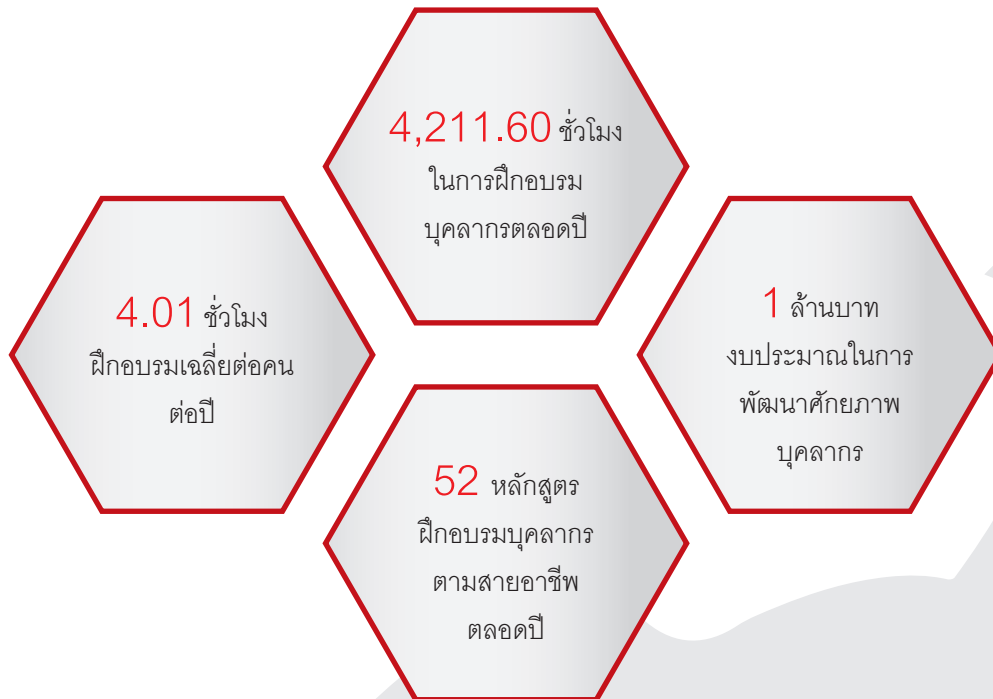 4,211.60 ชั่วโมง
ในการฝึกอบรม
บุคลากรตลอดปี
4.01 ชั่วโมง
ฝึกอบรมเฉลี่ยต่อคน
ต่อปี
1 ล้านบาท
งบประมาณในการ
พัฒนาศักยภาพ
บุคลากร
52 หลักสูตร
ฝึกอบรมบุคลากร
ตามสายอาชีพ
ตลอดปี